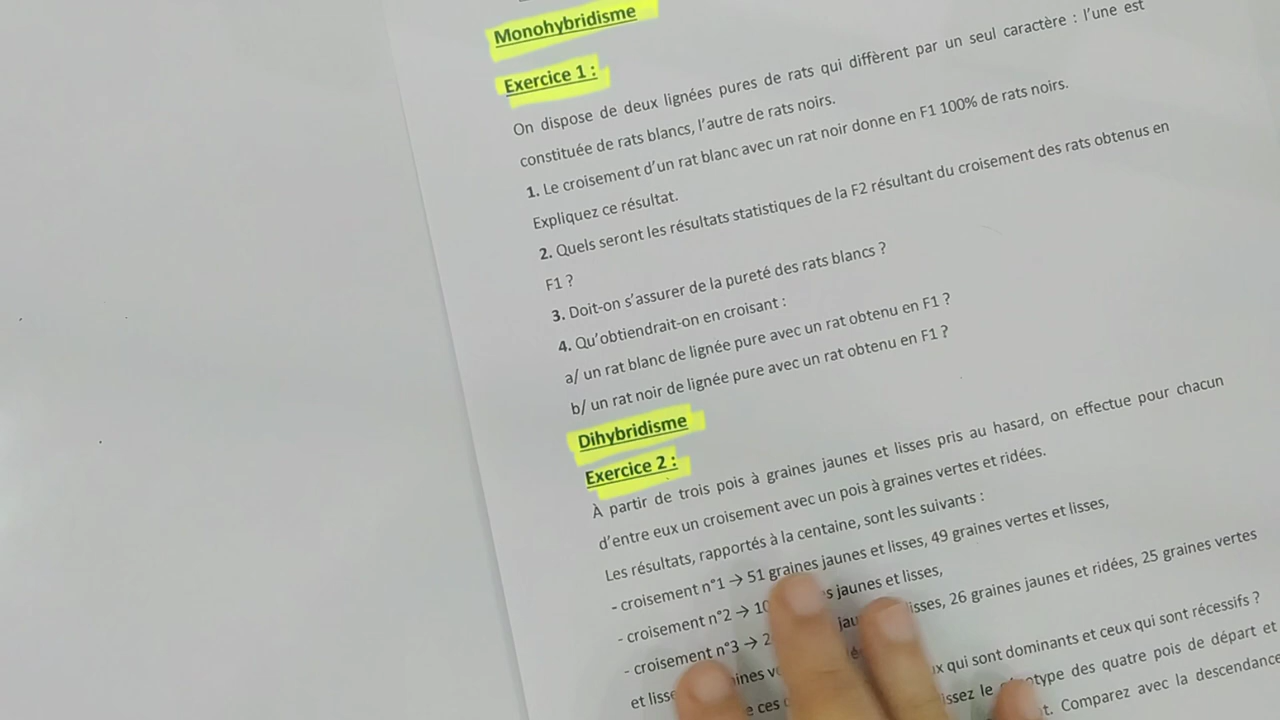 Monohybridisme
Exercice 1 :
On dispose de deux lignées pures de rats qui diffèrent par un seul caractère : l'une est
constituée de rats blancs, l'autre de rats noirs.
1. Le croisement d'un rat blanc avec un rat noir donne en F1 100% de rats noirs.
Expliquez ce résultat.
2. Quels seront les résultats statistiques de la F2 résultant du croisement des rats obtenus en
F1 ?
3. Doit-on s'assurer de la pureté des rats blancs ?
4. Qu'obtiendrait-on en croisant :
a/ un rat blanc de lignée pure avec un rat obtenu en F1 ?
b/ un rat noir de lignée pure avec un rat obtenu en F1 ?
Dihybridisme
Exercice 2 :
À partir de trois pois à graines jaunes et lisses pris au hasard, on effectue pour chacun
d'entre eux un croisement avec un pois à graines vertes et ridées.
Les résultats, rapportés à la centaine, sont les suivants :
- croisement n°1 → 51 graines jaunes et lisses, 49 graines vertes et lisses,
- croisement n°2 → 10 jaunes et lisses,
- croisement n°3 → 2 lisses, 26 graines jaunes et ridées, 25 graines vertes
et qui sont dominants et ceux qui sont récessifs ?
e ces le des quatre pois de départ et
Comparez avec la descendance